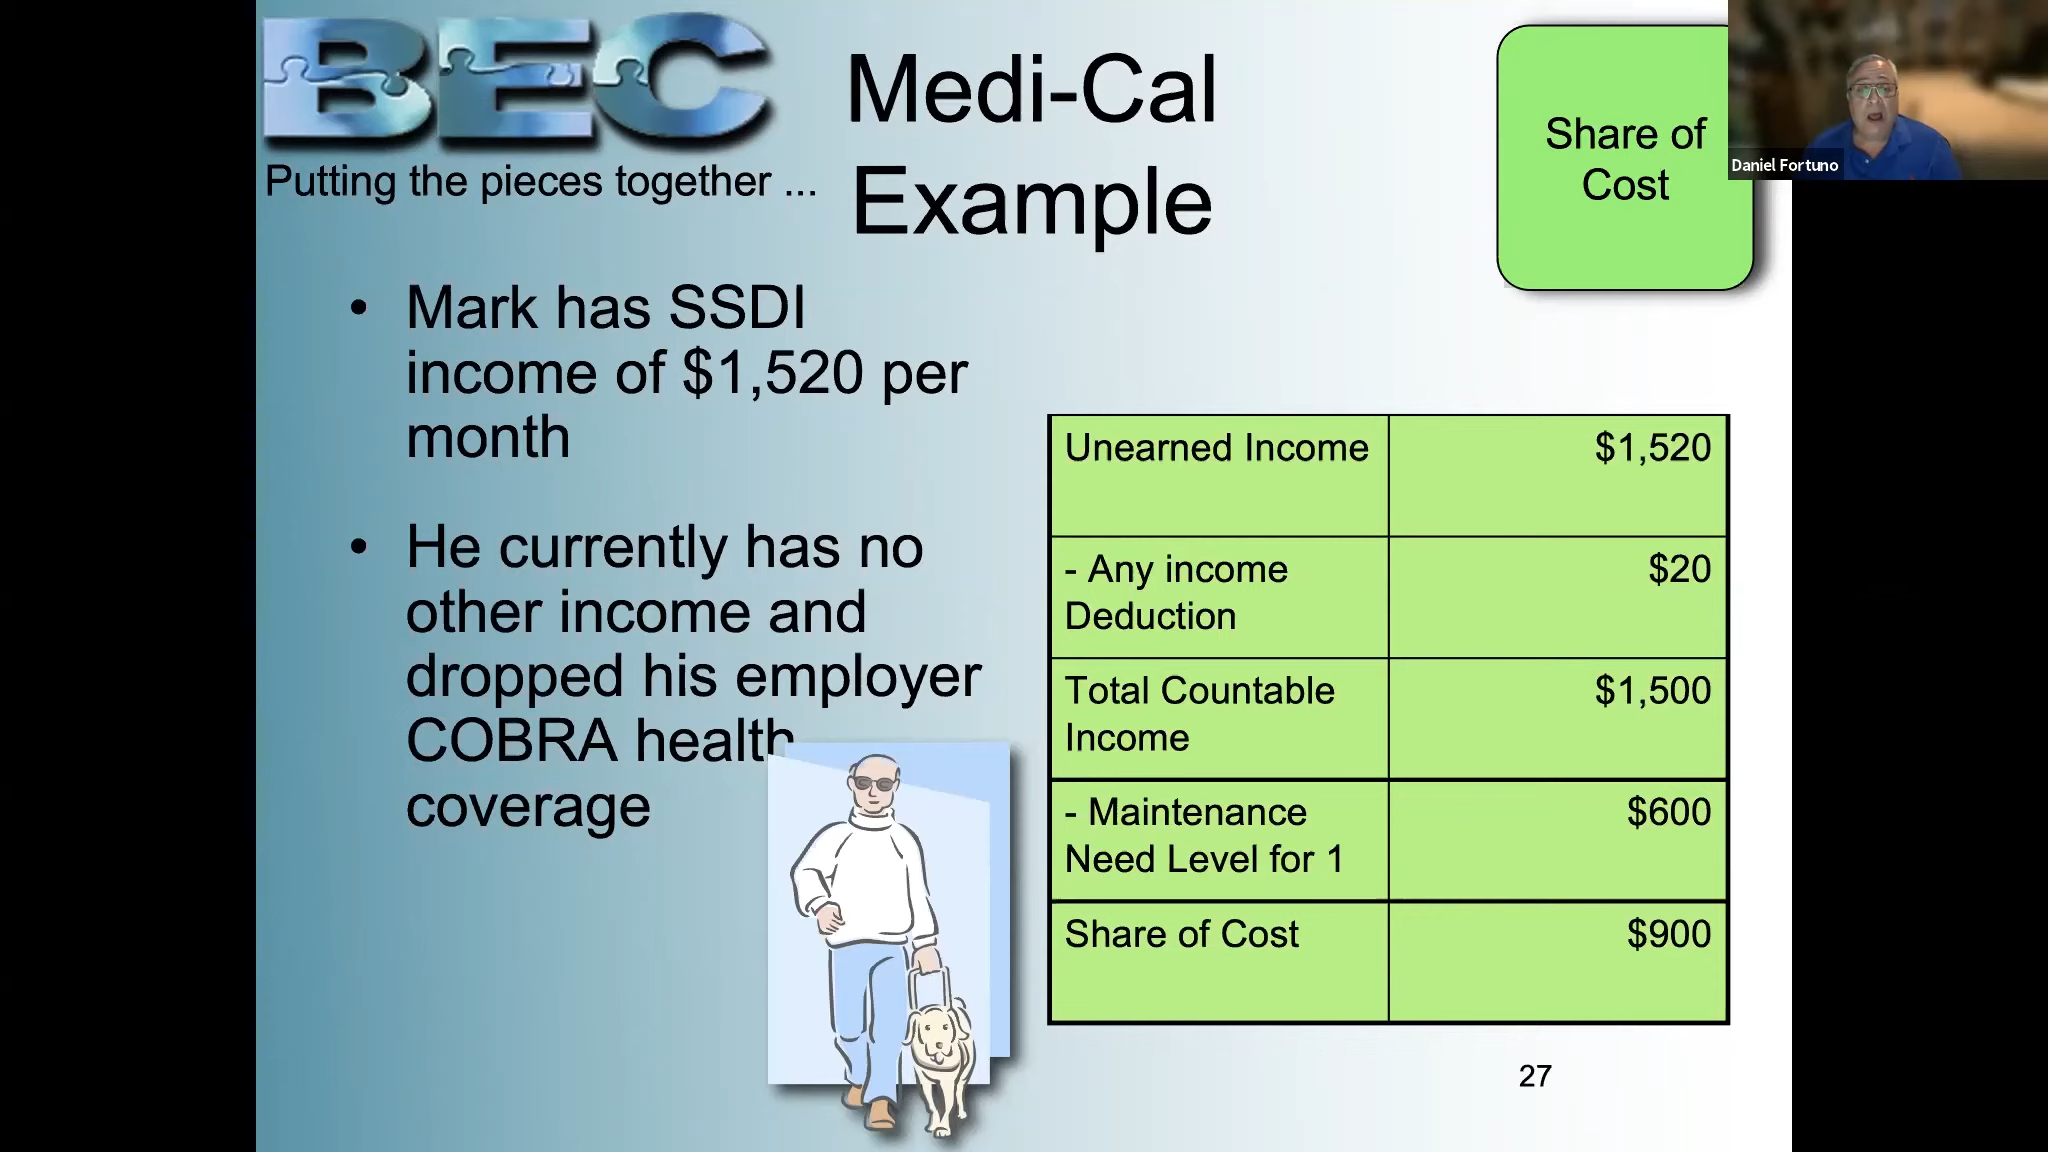 BEC
Putting the pieces together ...
Medi-Cal
Example
Share of
Cost
Daniel Fortuno
• Mark has SSDI
income of $1,520 per
month
• He currently has no
other income and
dropped his employer
COBRA health
coverage
Unearned Income $1,520
- Any income $20
Deduction
Total Countable $1,500
Income
- Maintenance $600
Need Level for 1
Share of Cost $900
27